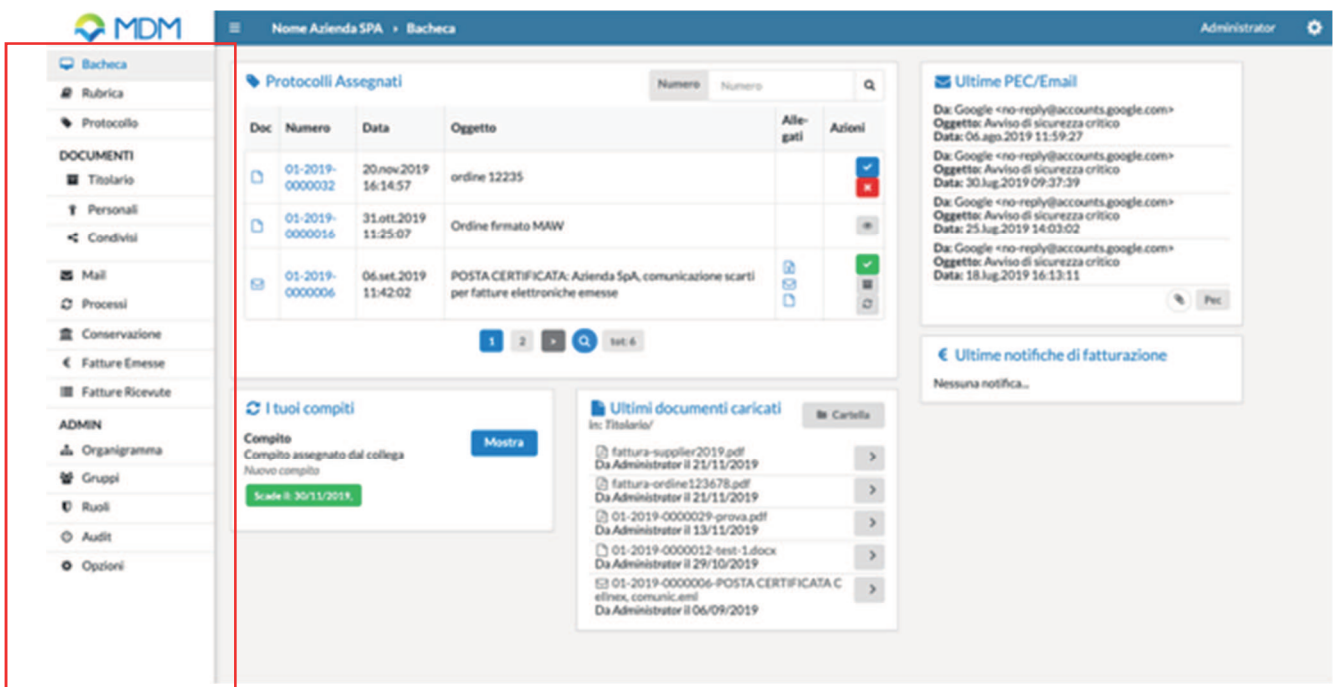 MDM
Nome Azienda SPA › Bacheca
Administrator
Bacheca
Rubrica
Protocollo
DOCUMENTI
Titolario
Personali
Condivisi
Mail
Processi
Conservazione
Fatture Emesse
Fatture Ricevute
ADMIN
Organigramma
Gruppi
Ruoli
Audit
Opzioni
Protocolli Assegnati
Numero Numero
Doc Numero Data Oggetto Alle-
gati Azioni
01-2019- 20.nov.2019 ordine 12235
0000032 16:14:57
01-2019- 31.ott.2019 Ordine firmato MAW
0000016 11:25:07
01-2019- 06.set.2019 POSTA CERTIFICATA: Azienda SpA, comunicazione scarti
0000006 11:42:02 per fatture elettroniche emesse
1 2 › tot: 6
I tuoi compiti
Compito
Compito assegnato dal collega
Nuovo compito
Mostra
Scade il: 30/11/2019,
Ultimi documenti caricati
in: Titolario/
Cartella
fattura-supplier2019.pdf
Da Administrator il 21/11/2019
fattura-ordine123678.pdf
Da Administrator il 21/11/2019
01-2019-0000029-prova.pdf
Da Administrator il 13/11/2019
01-2019-0000012-test-1.docx
Da Administrator il 29/10/2019
01-2019-0000006-POSTA CERTIFICATA C
elinex, comunic.eml
Da Administrator il 06/09/2019
Ultime PEC/Email
Da: Google <no-reply@accounts.google.com>
Oggetto: Avviso di sicurezza critico
Data: 06.ago.2019 11:59:27
Da: Google <no-reply@accounts.google.com>
Oggetto: Avviso di sicurezza critico
Data: 30.lug.2019 09:37:39
Da: Google <no-reply@accounts.google.com>
Oggetto: Avviso di sicurezza critico
Data: 25.lug.2019 14:03:02
Da: Google <no-reply@accounts.google.com>
Oggetto: Avviso di sicurezza critico
Data: 18.lug.2019 16:13:11
Pec
€ Ultime notifiche di fatturazione
Nessuna notifica...